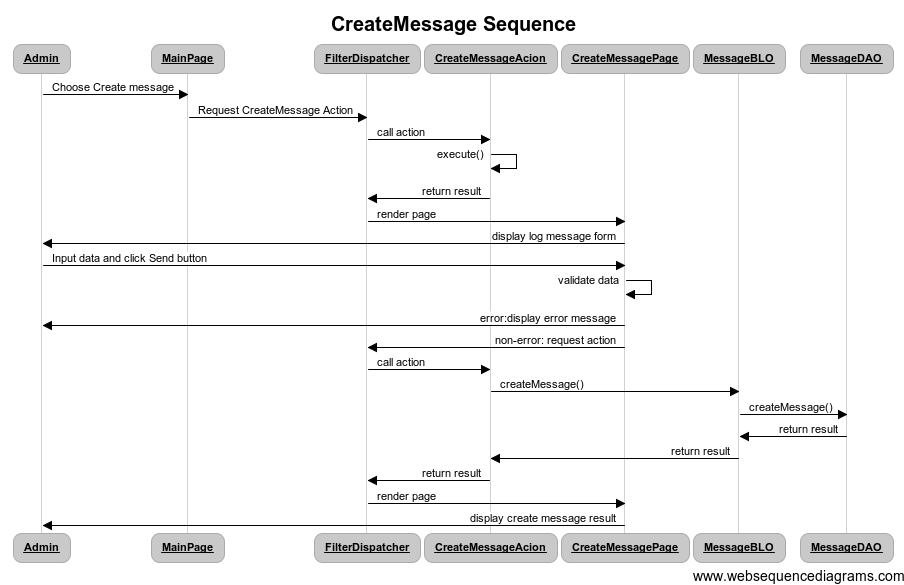 CreateMessage Sequence
Admin MainPage FilterDispatcher CreateMessageAcion CreateMessagePage MessageBLO MessageDAO
Choose Create message
Request CreateMessage Action
call action
execute()
return result
render page
display log message form
Input data and click Send button
validate data
error:display error message
non-error: request action
call action
createMessage()
createMessage()
return result
return result
return result
render page
display create message result
Admin MainPage FilterDispatcher CreateMessageAcion CreateMessagePage MessageBLO MessageDAO
www.websequencediagrams.com